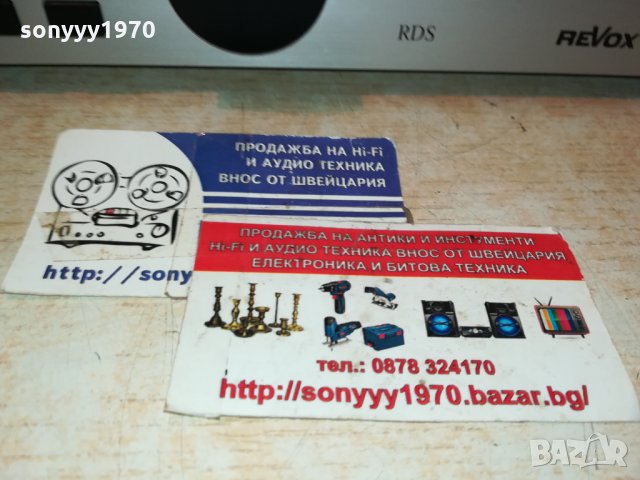 sonyyy1970
RDS
REVOX
ПРОДАЖБА НА Hi-Fi
И АУДИО ТЕХНИКА
ВНОС ОТ ШВЕЙЦАРИЯ
http://sony
ПРОДАЖБА НА АНТИКИ И ИНСТРУМЕНТИ
Hi-Fi И АУДИО ТЕХНИКА ВНОС ОТ ШВЕЙЦАРИЯ
ЕЛЕКТРОНИКА И БИТОВА ТЕХНИКА
тел.: 0878 324170
http://sonyyy1970.bazar.bg/
BAZAR